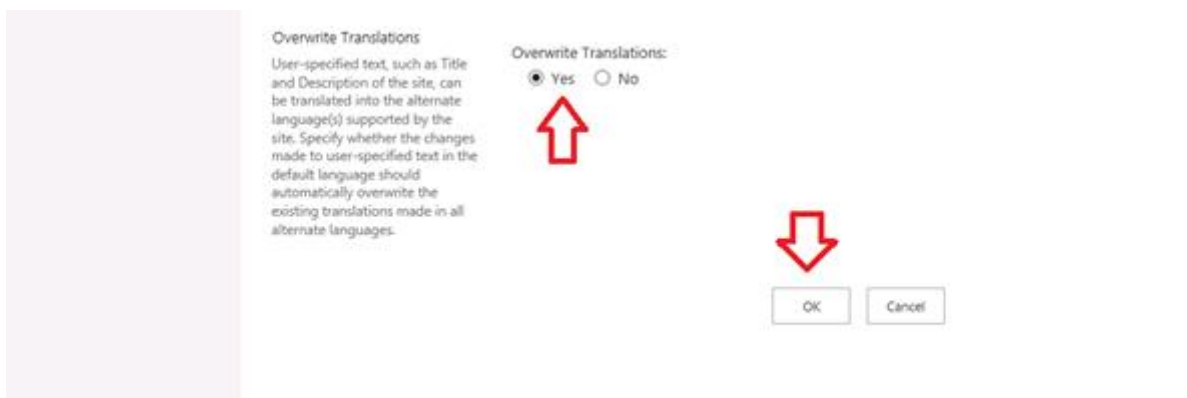 Overwrite Translations
User-specified text, such as Title
and Description of the site, can
be translated into the alternate
language(s) supported by the
site. Specify whether the changes
made to user-specified text in the
default language should
automatically overwrite the
existing translations made in all
alternate languages.
Overwrite Translations:
Yes No
OK Cancel